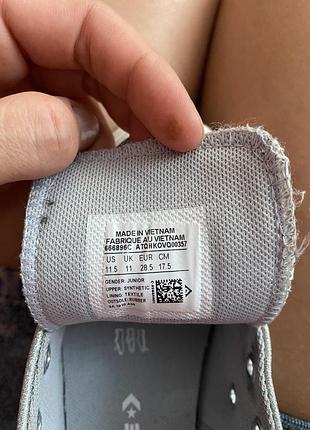 MADE IN VIETNAM
FABRIQUE AU VIETNAM
666896C ATQHKOVQ00357
US UK EUR CM
11.5 11 28.5 17.5
GENDER: JUNIOR
UPPER: SYNTHETIC
LINING: TEXTILE
OUTSOLE: RUBBER